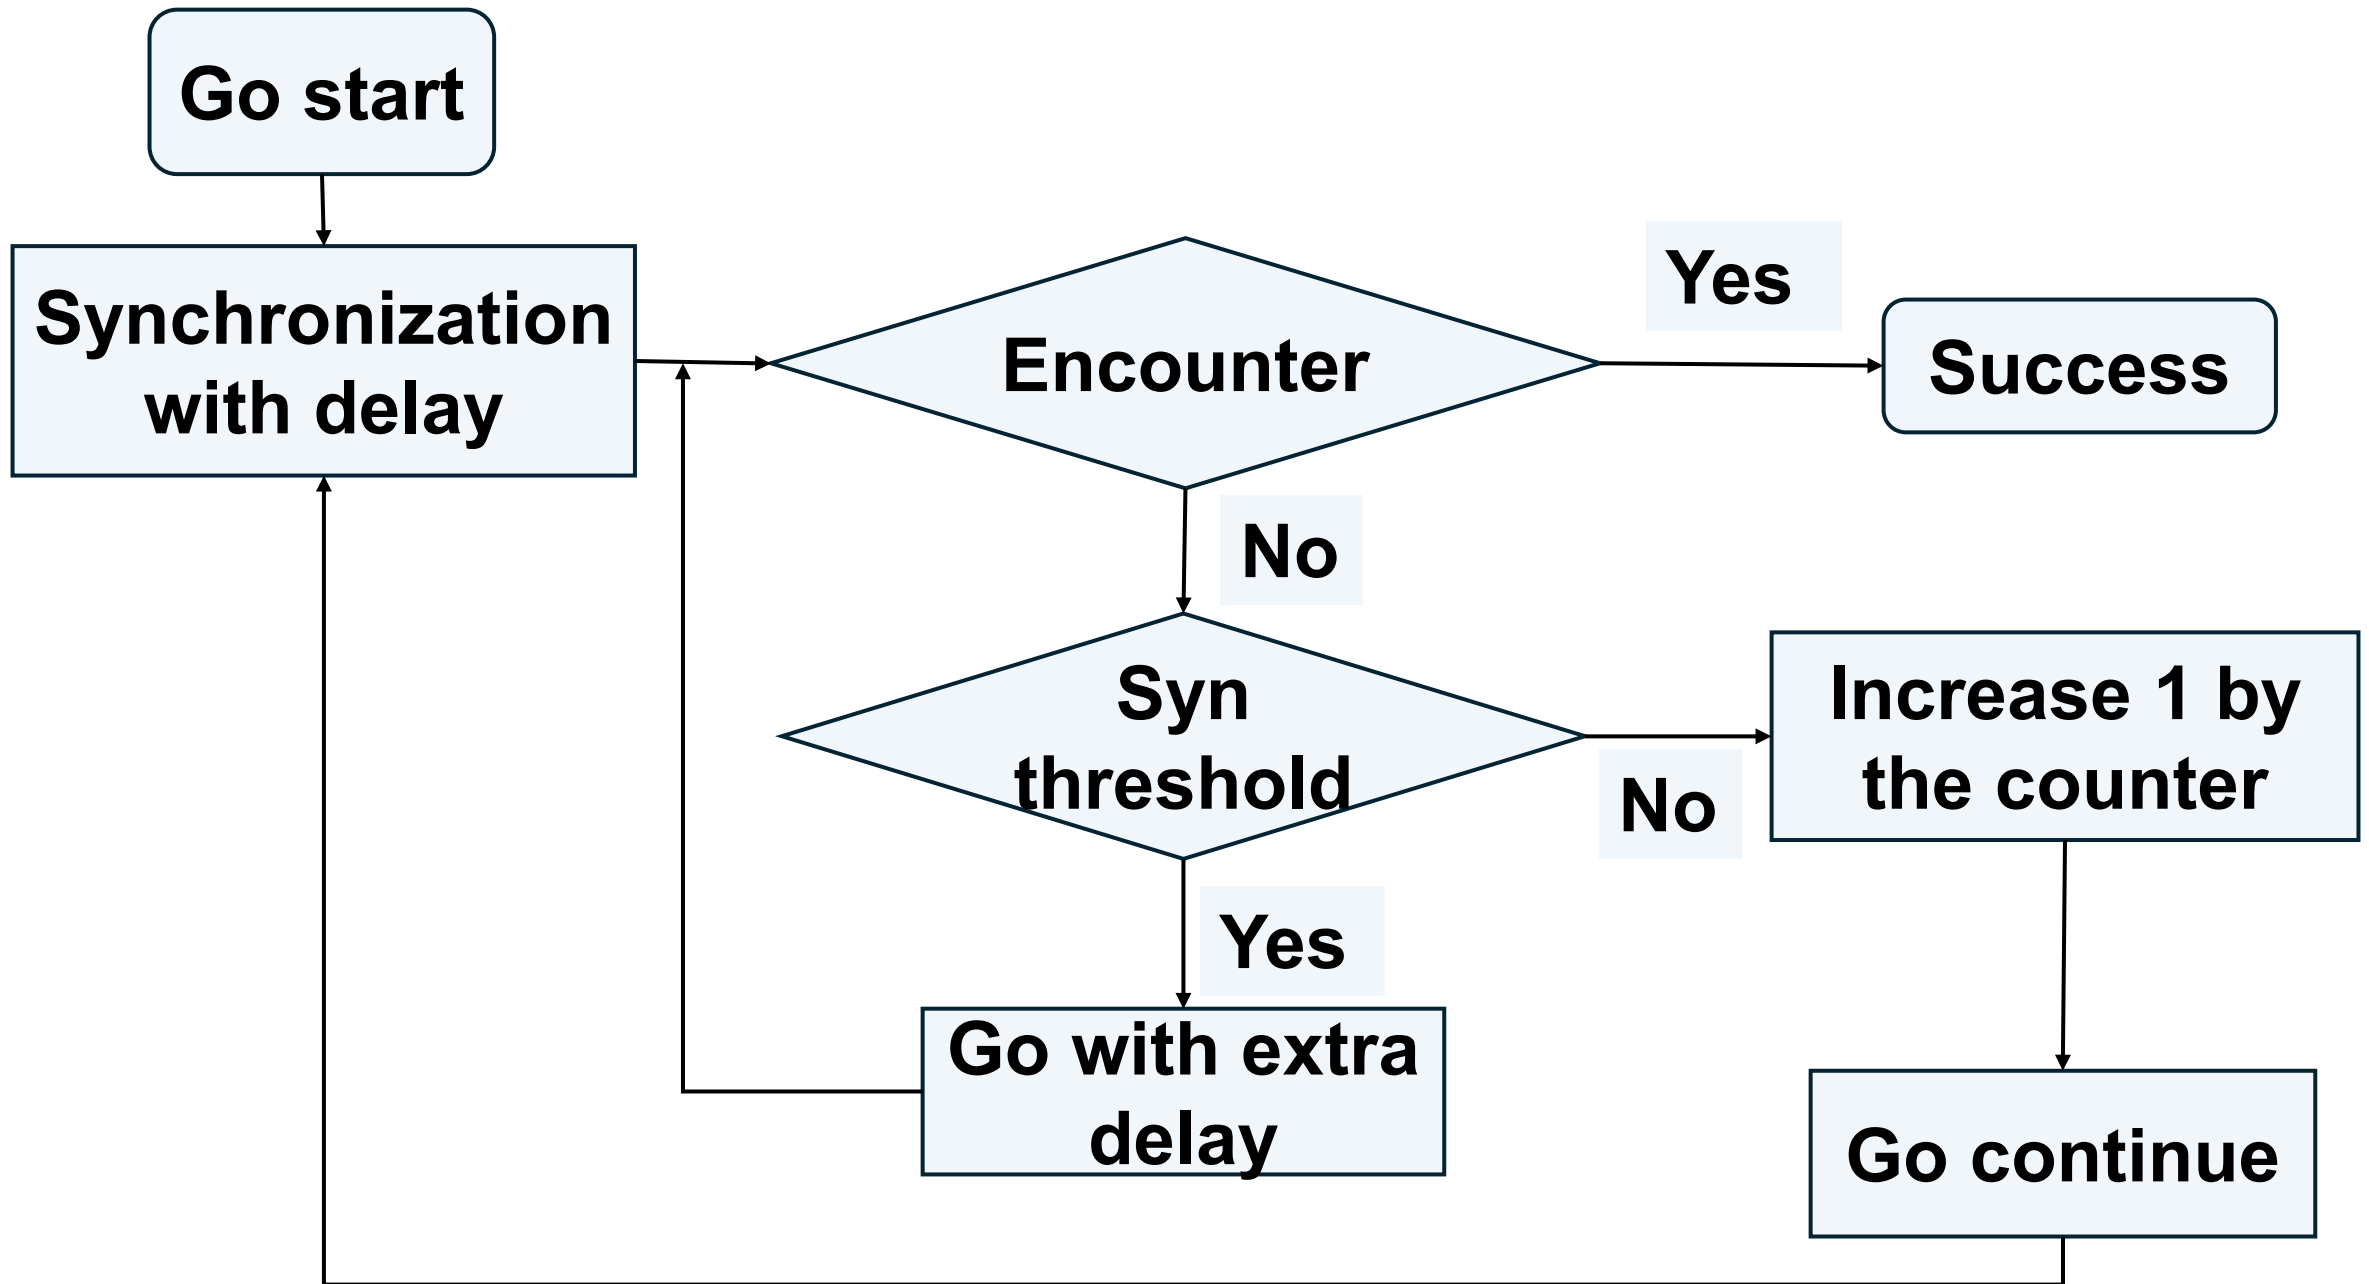 Go start
Synchronization
with delay
Encounter
Yes
Success
No
Syn
threshold
No
Increase 1 by
the counter
Yes
Go with extra
delay
Go continue